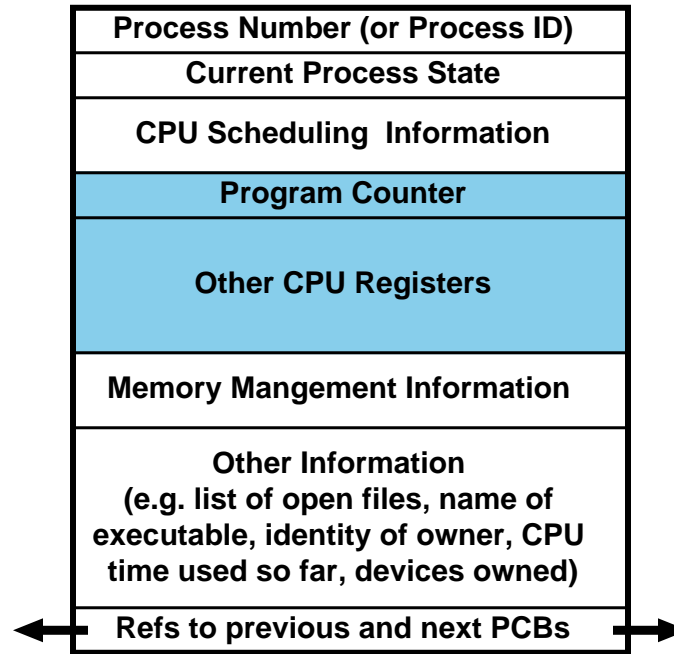 Process Number (or Process ID)
Current Process State
CPU Scheduling Information
Program Counter
Other CPU Registers
Memory Mangement Information
Other Information
(e.g. list of open files, name of
executable, identity of owner, CPU
time used so far, devices owned)
Refs to previous and next PCBs